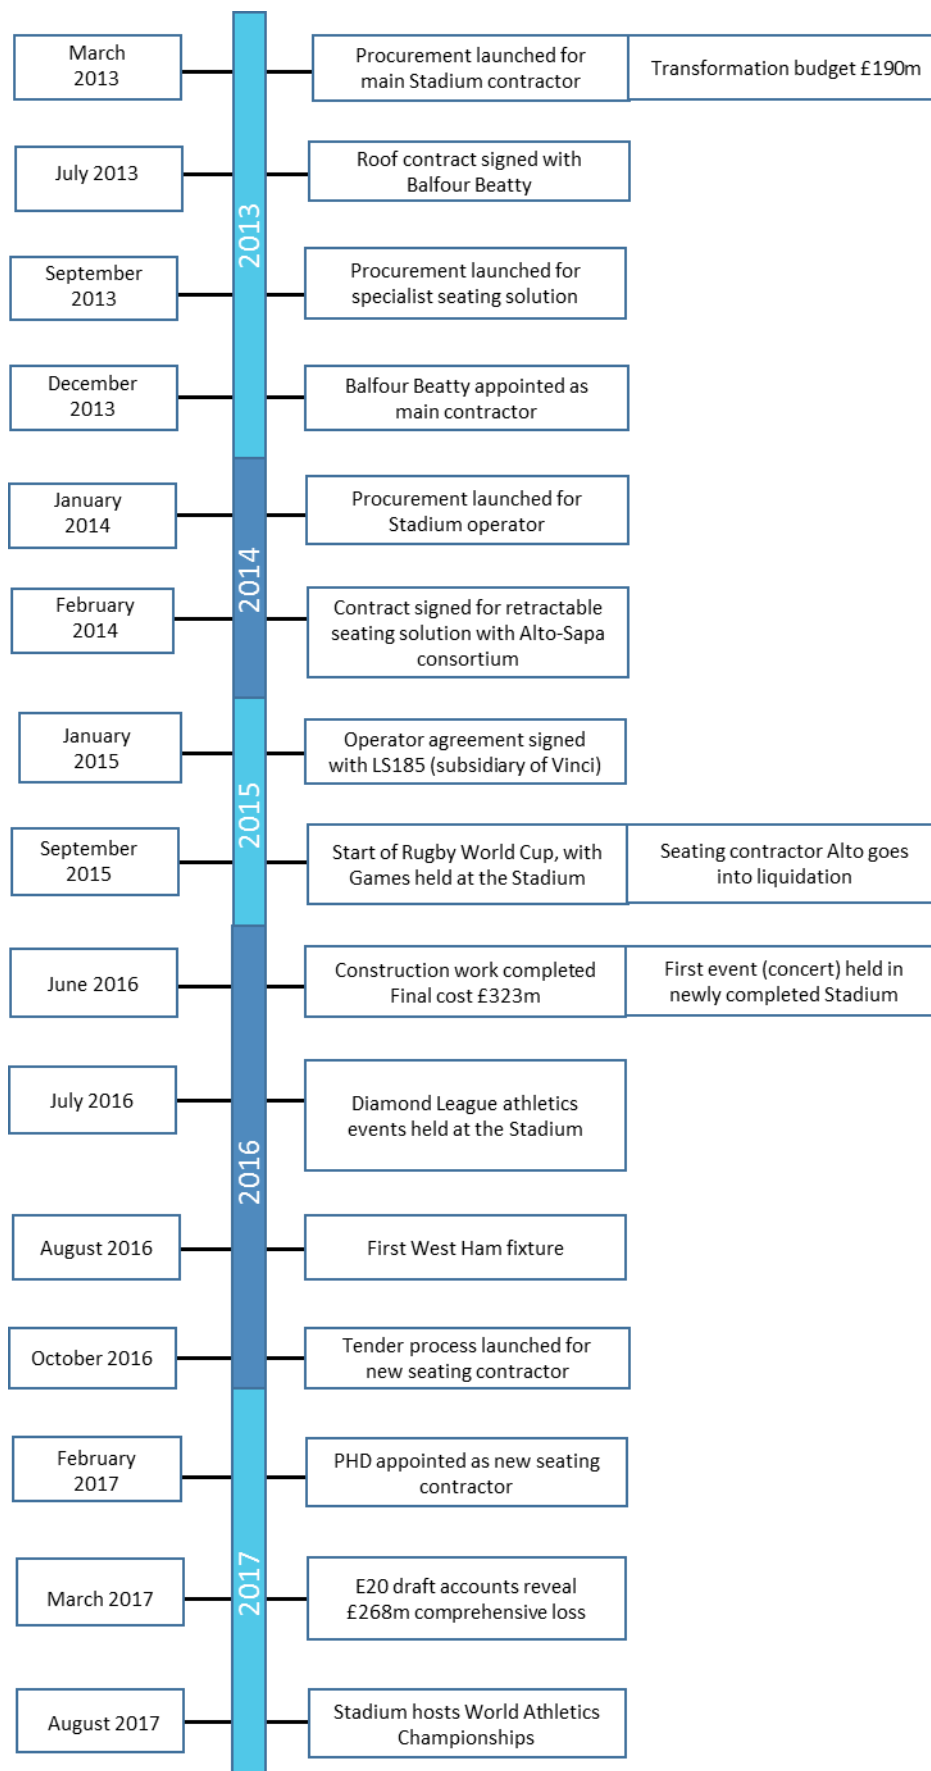 March
2013
Procurement launched for
main Stadium contractor
Transformation budget £190m
July 2013
Roof contract signed with
Balfour Beatty
2013
September
2013
Procurement launched for
specialist seating solution
December
2013
Balfour Beatty appointed as
main contractor
January
2014
Procurement launched for
Stadium operator
2014
February
2014
Contract signed for retractable
seating solution with Alto-Sapa
consortium
January
2015
Operator agreement signed
with LS185 (subsidiary of Vinci)
2015
September
2015
Start of Rugby World Cup, with
Games held at the Stadium
Seating contractor Alto goes
into liquidation
June 2016
Construction work completed
Final cost £323m
First event (concert) held in
newly completed Stadium
July 2016
Diamond League athletics
events held at the Stadium
2016
August 2016
First West Ham fixture
October 2016
Tender process launched for
new seating contractor
February
2017
PHD appointed as new seating
contractor
2017
March 2017
E20 draft accounts reveal
£268m comprehensive loss
August 2017
Stadium hosts World Athletics
Championships